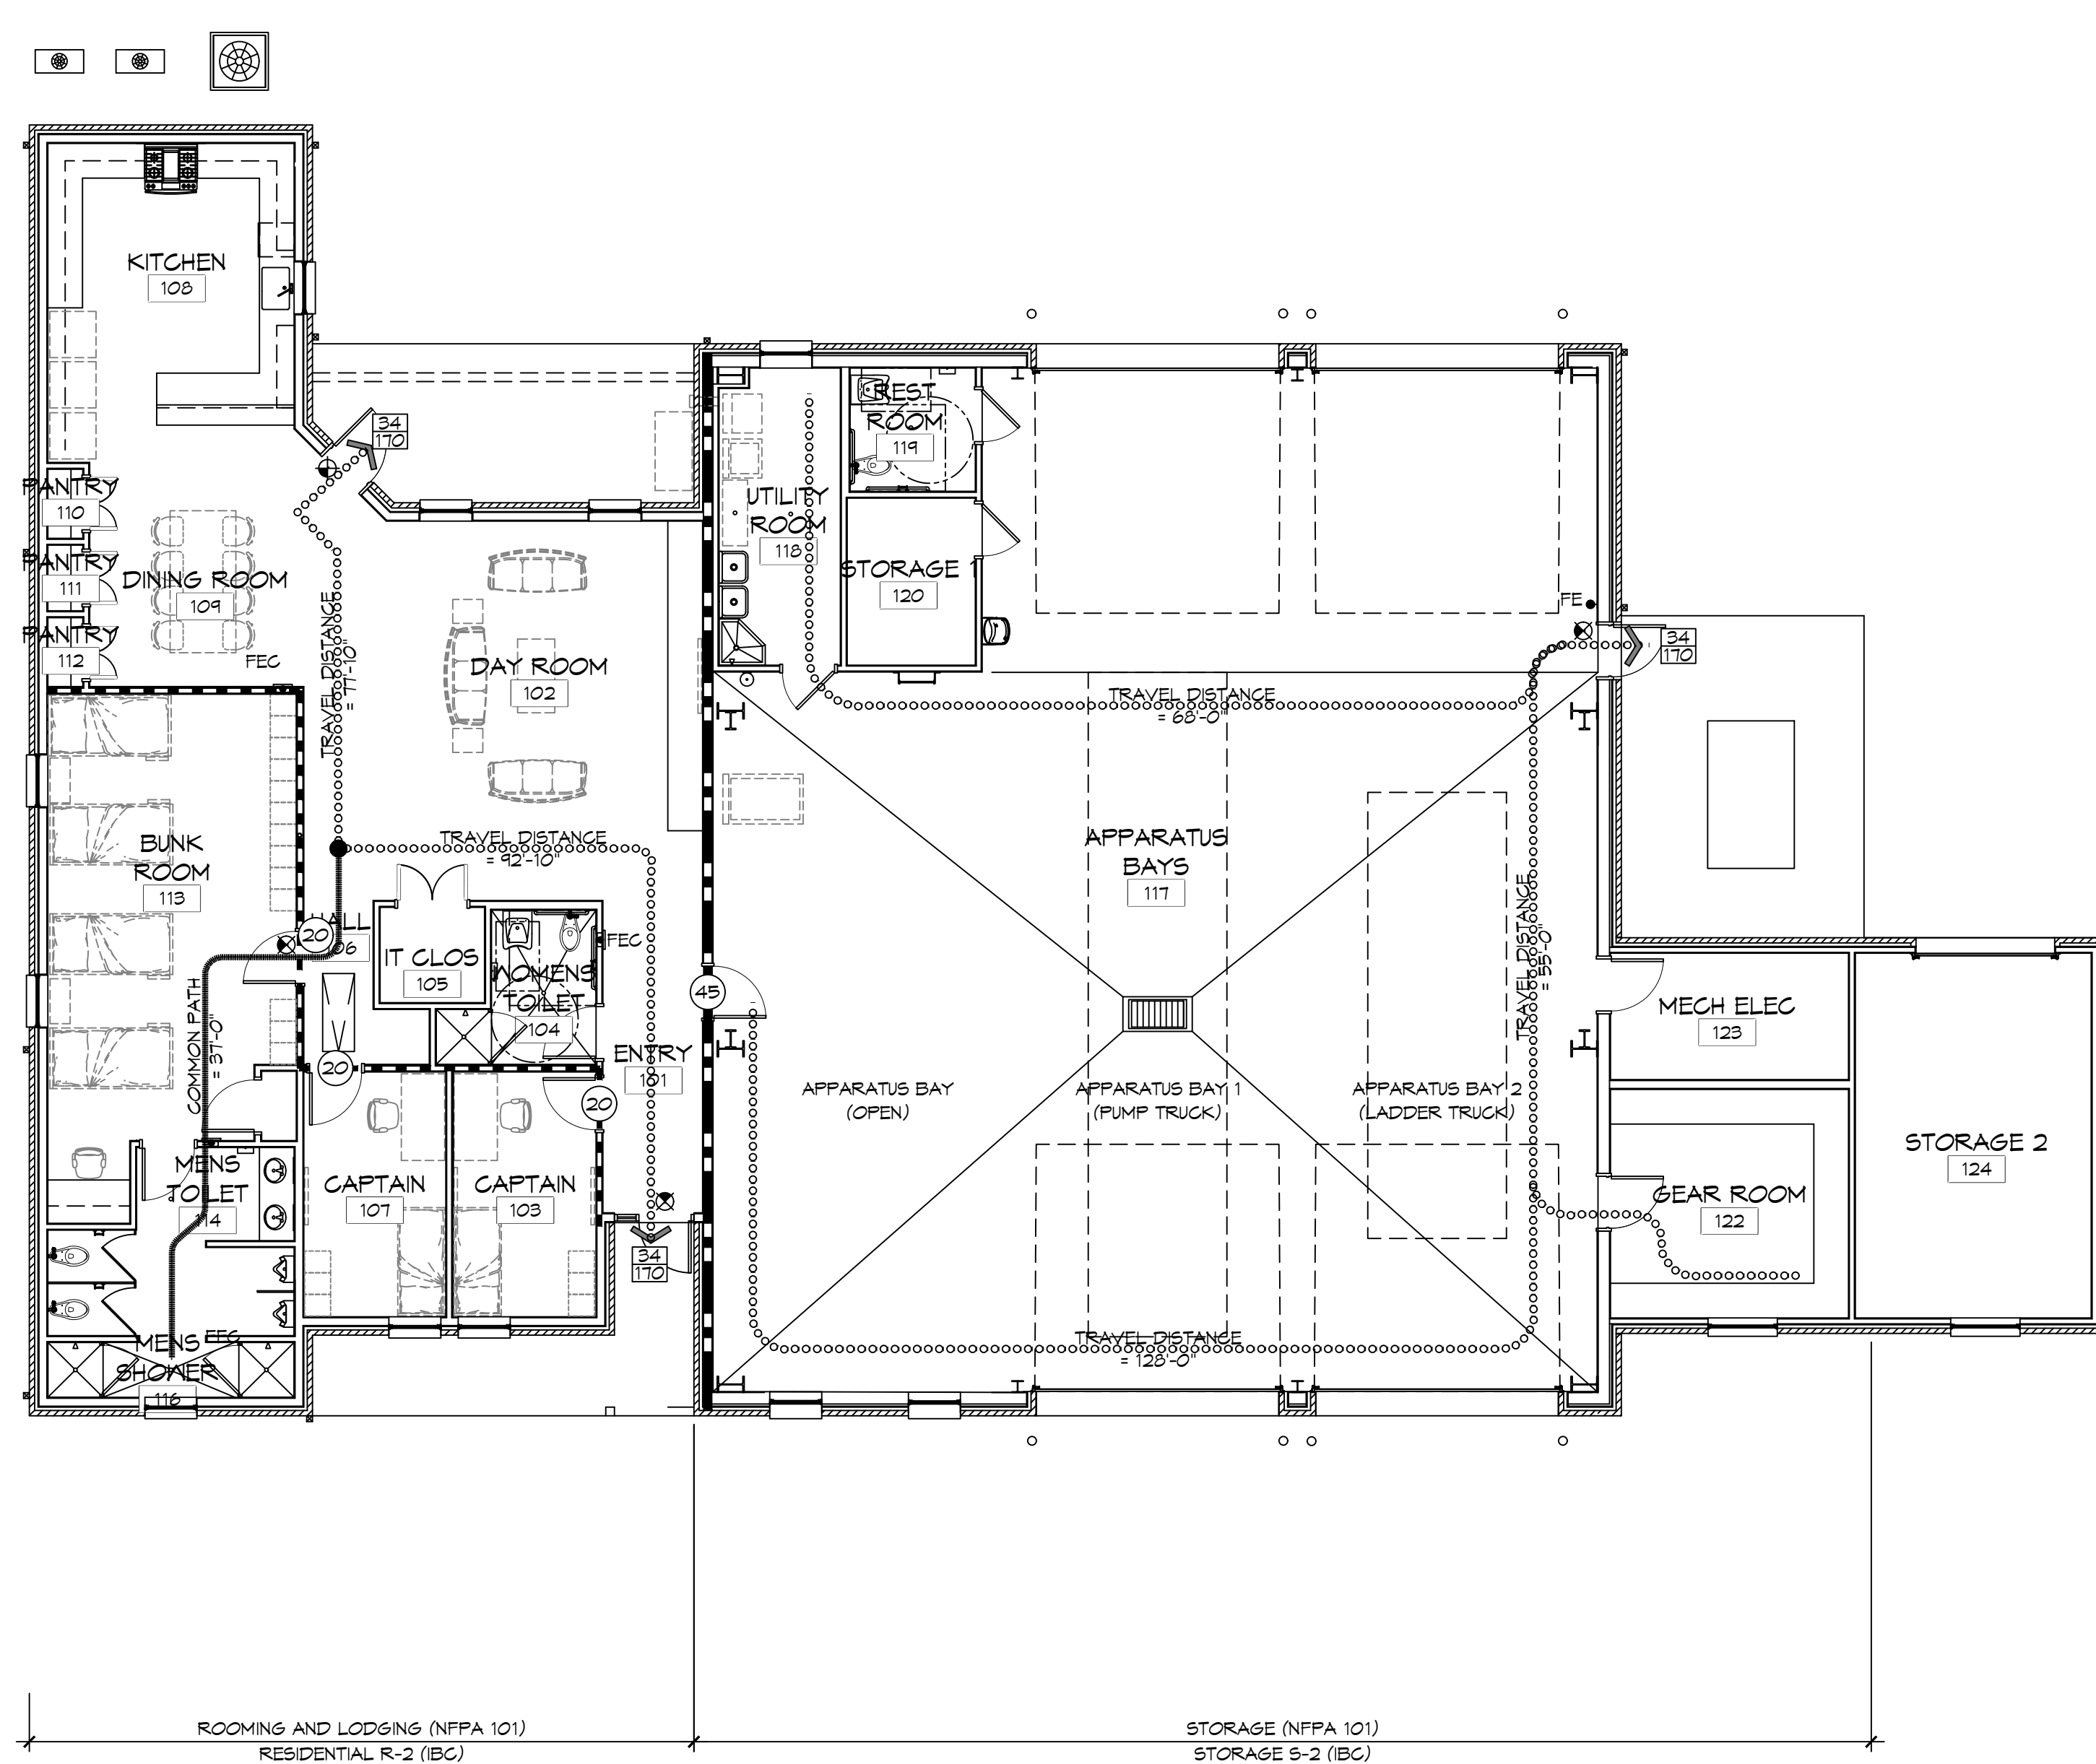 KITCHEN
108
34
170
REST
ROOM
119
PANTRY
110
UTILITY
ROOM
118
PANTRY
111
DINING ROOM
109
STORAGE 1
120
FE
PANTRY
112
FEC
TRAVEL DISTANCE
= 77'-10"
DAY ROOM
102
34
170
TRAVEL DISTANCE
= 68'-0"
BUNK
ROOM
113
TRAVEL DISTANCE
= 92'-10"
APPARATUS
BAYS
117
TRAVEL DISTANCE
= 55'-0"
20
HALL
106
IT CLOS
105
FEC
WOMENS
TOILET
104
45
COMMON PATH
= 37'-0"
20
ENTRY
101
20
MECH ELEC
123
APPARATUS BAY
(OPEN)
APPARATUS BAY 1
(PUMP TRUCK)
APPARATUS BAY 2
(LADDER TRUCK)
STORAGE 2
124
MENS
TOILET
114
CAPTAIN
107
CAPTAIN
103
GEAR ROOM
122
34
170
MENS
SHOWER
116
FEC
TRAVEL DISTANCE
= 128'-0"
ROOMING AND LODGING (NFPA 101)
RESIDENTIAL R-2 (IBC)
STORAGE (NFPA 101)
STORAGE S-2 (IBC)